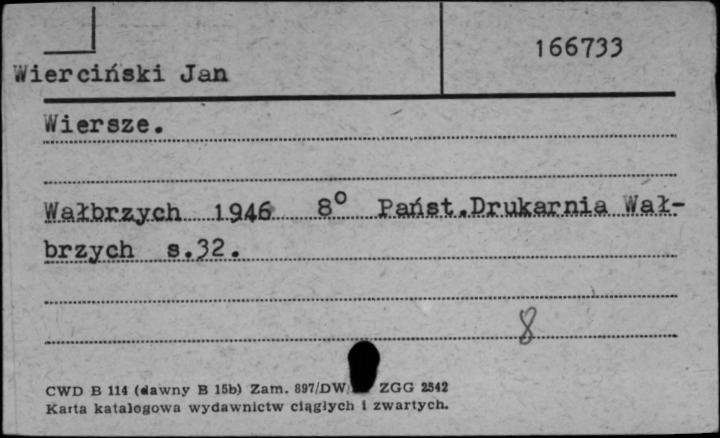 166733
Wierciński Jan
Wiersze.
Wałbrzych 1946 8° Państ.Drukarnia Wał-
brzych s.32.
8
CWD B 114 (dawny B 15b) Zam. 897/DW ZGG 2542
Karta katalogowa wydawnictw ciągłych i zwartych.